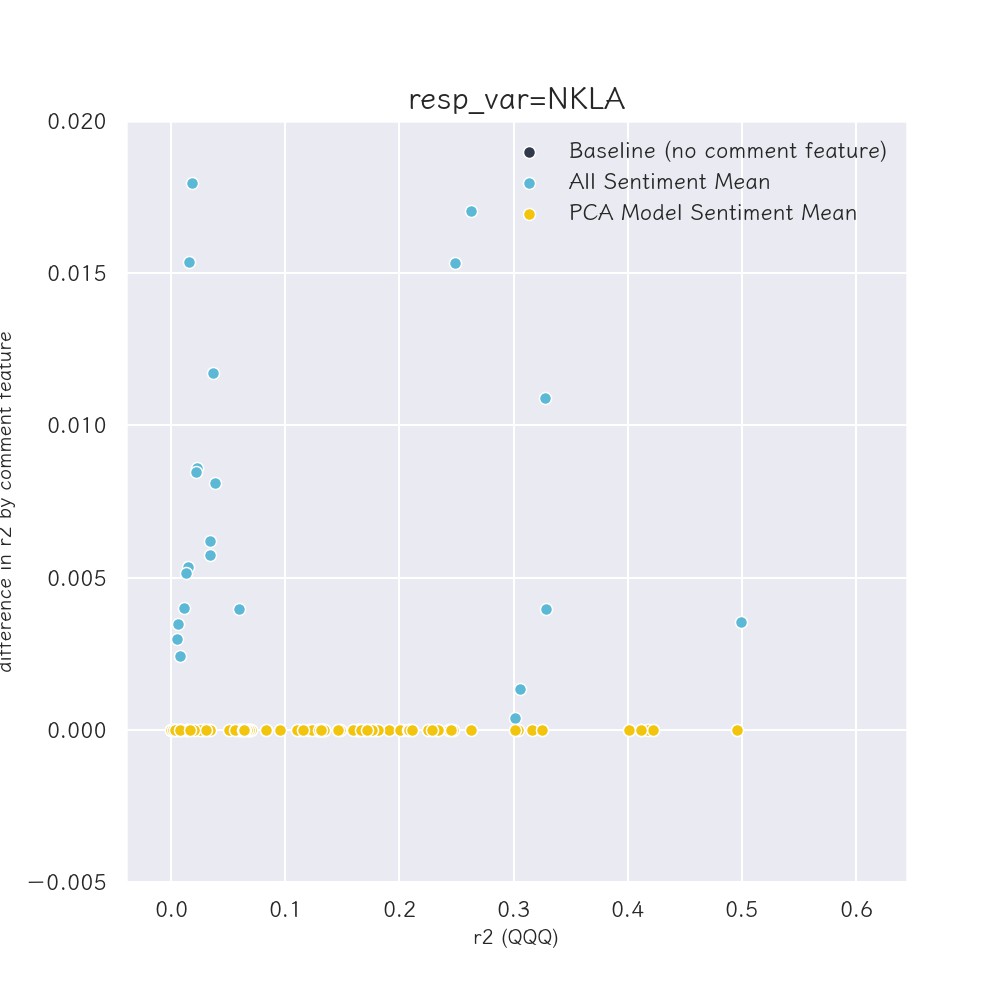 resp_var=NKLA
0.020
0.015
0.010
0.005
0.000
−0.005
difference in r2 by comment feature
Baseline (no comment feature)
All Sentiment Mean
PCA Model Sentiment Mean
0.0 0.1 0.2 0.3 0.4 0.5 0.6
r2 (QQQ)